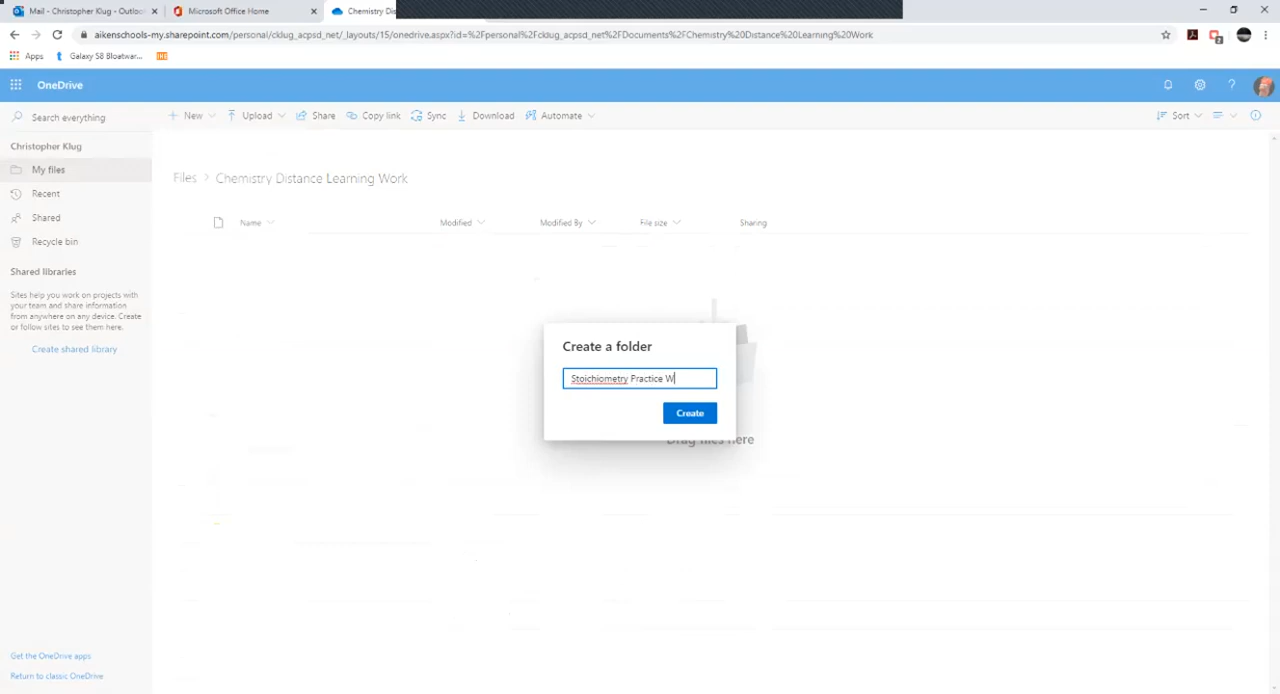 Mail - Christopher Klug - Outlo
Microsoft Office Home
Chemistry Di
aikenschools-my.sharepoint.com/personal/cklug_acpsd_net/_layouts/15/onedrive.aspx?id=%2Fpersonal%2Fcklug_acpsd_net%2FDocuments%2FChemistry%20Distance%20Learning%20Work
Apps
Galaxy S8 Bloatwar...
OneDrive
Search everything
New
Upload
Share
Copy link
Sync
Download
Automate
Sort
Christopher Klug
My files
Recent
Shared
Recycle bin
Shared libraries
Sites help you work on projects with
your team and share information
from anywhere on any device. Create
or follow sites to see them here.
Create shared library
Files > Chemistry Distance Learning Work
Name
Modified
Modified By
File size
Sharing
Create a folder
Stoichiometry Practice W
Create
Drag files here
Get the OneDrive apps
Return to classic OneDrive